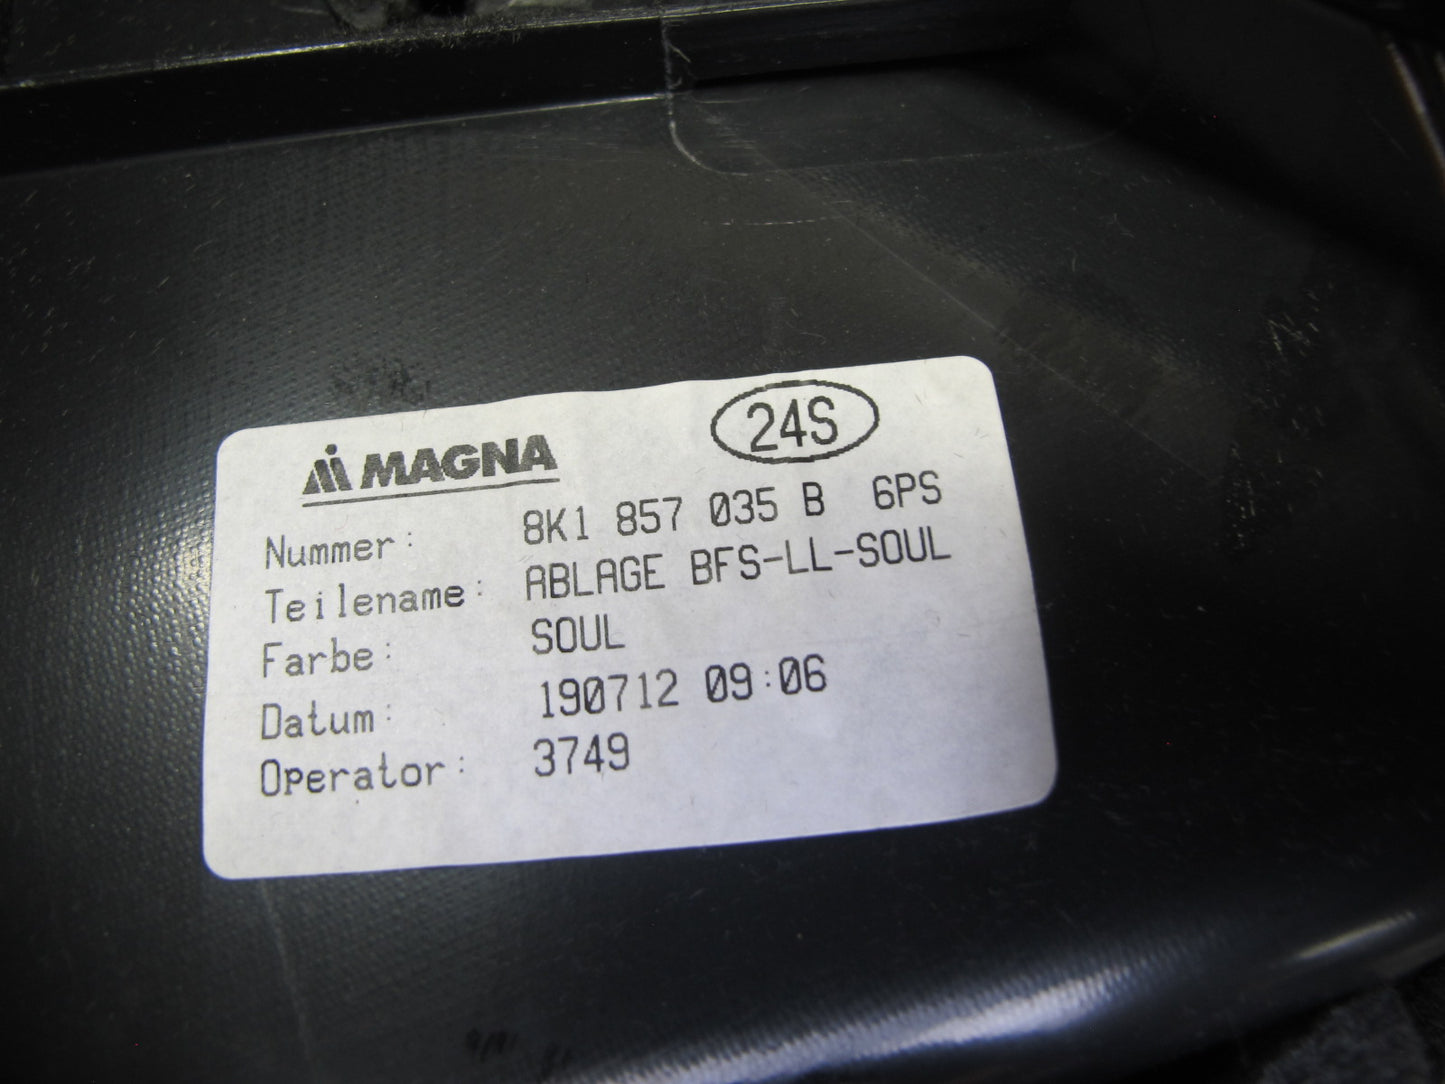 MAGNA 24S
Nummer: 8K1 857 035 B 6PS
Teilename: ABLAGE BFS-LL-SOUL
Farbe: SOUL
Datum: 190712 09:06
Operator: 3749